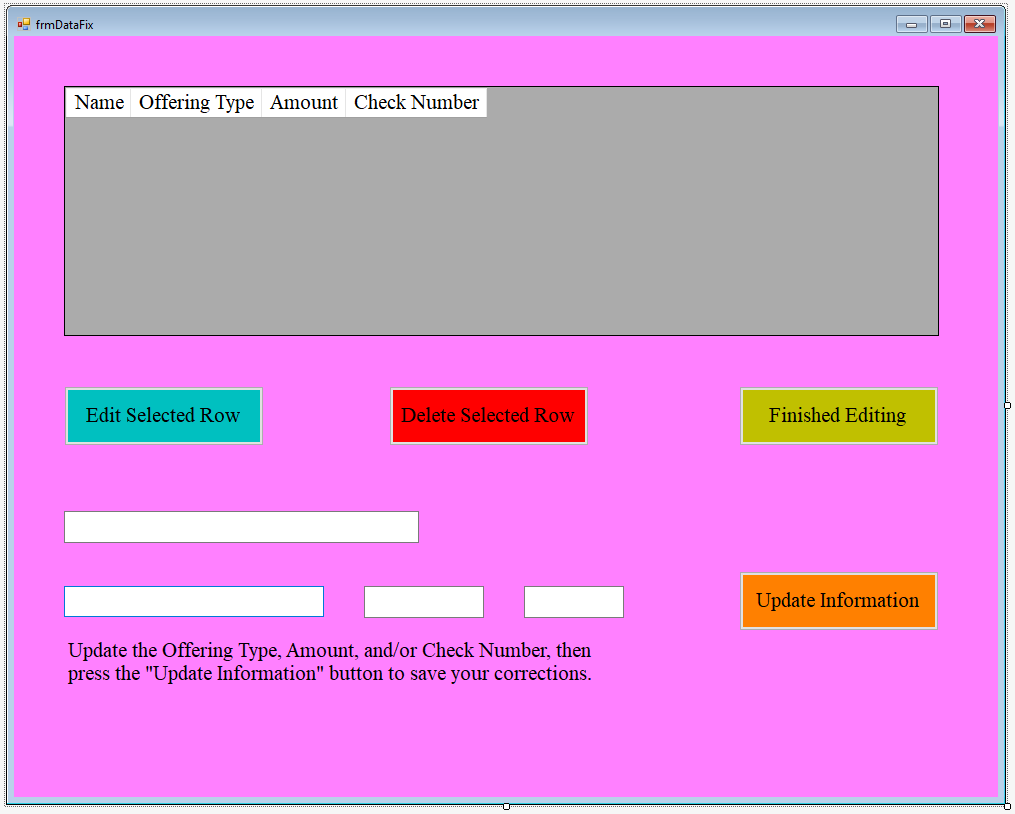 frmDataFix
Name Offering Type Amount Check Number
Edit Selected Row Delete Selected Row Finished Editing
Update Information
Update the Offering Type, Amount, and/or Check Number, then
press the "Update Information" button to save your corrections.